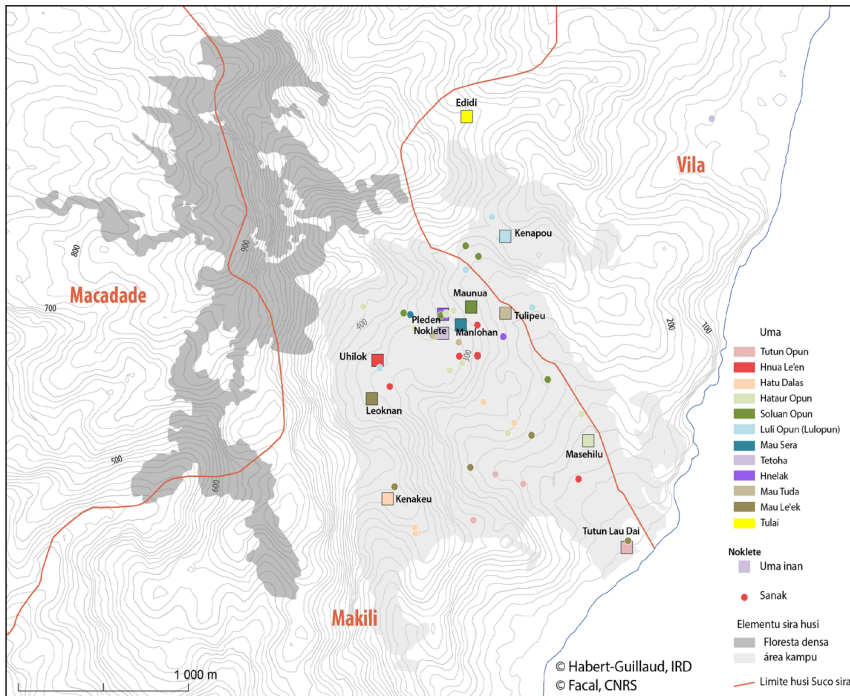 Edidi
Vila
Kenapou
900
800
Macadade
700
Maunua
Pleden
Noklete
Manlohan
Tulipeu
400
300
200
100
Uhilok
Leoknan
Masehilu
500
600
Kenakeu
Tutun Lau Dai
Makili
1 000 m
© Habert-Guillaud, IRD
© Facal, CNRS
Uma
Tutun Opun
Hnua Le'en
Hatu Dalas
Hataur Opun
Soluan Opun
Luli Opun (Lulopun)
Mau Sera
Tetoha
Hnelak
Mau Tuda
Mau Le'ek
Tulai
Noklete
Uma inan
Sanak
Elementu sira husi
Floresta densa
área kampu
Limite husi Suco sira